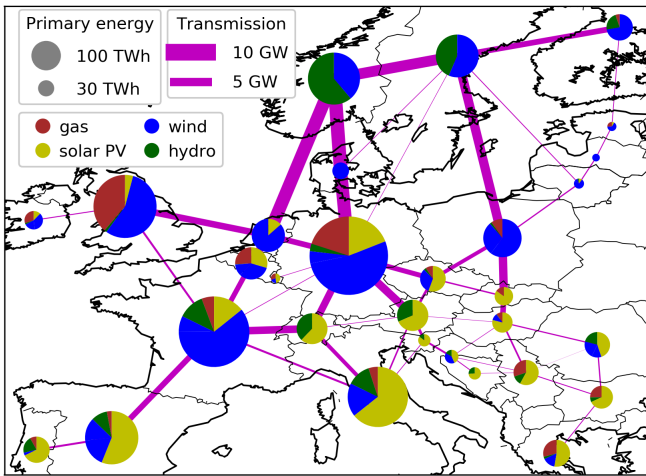 Primary energy
100 TWh
30 TWh
Transmission
10 GW
5 GW
gas
wind
solar PV
hydro